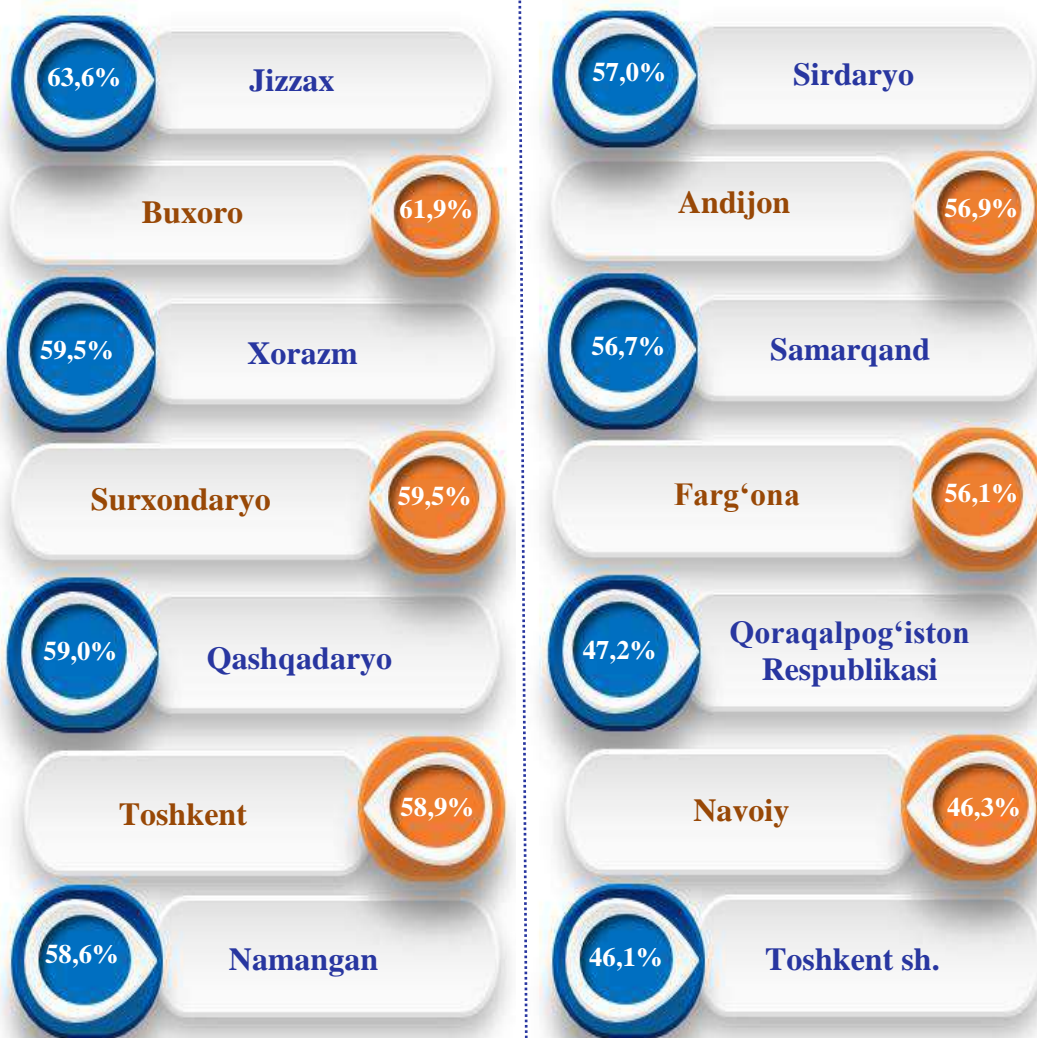 63,6% Jizzax
Buxoro 61,9%
59,5% Xorazm
Surxondaryo 59,5%
59,0% Qashqadaryo
Toshkent 58,9%
58,6% Namangan
57,0% Sirdaryo
Andijon 56,9%
56,7% Samarqand
Farg‘ona 56,1%
47,2% Qoraqalpog‘iston
Respublikasi
Navoiy 46,3%
46,1% Toshkent sh.